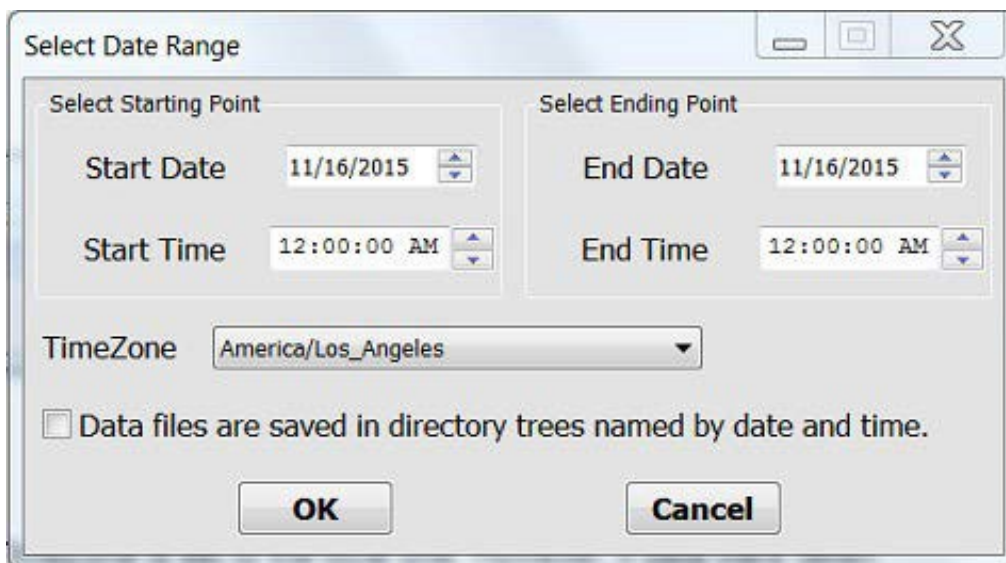 Select Date Range
Select Starting Point
Start Date 11/16/2015
Start Time 12:00:00 AM
Select Ending Point
End Date 11/16/2015
End Time 12:00:00 AM
TimeZone America/Los_Angeles
Data files are saved in directory trees named by date and time.
OK Cancel